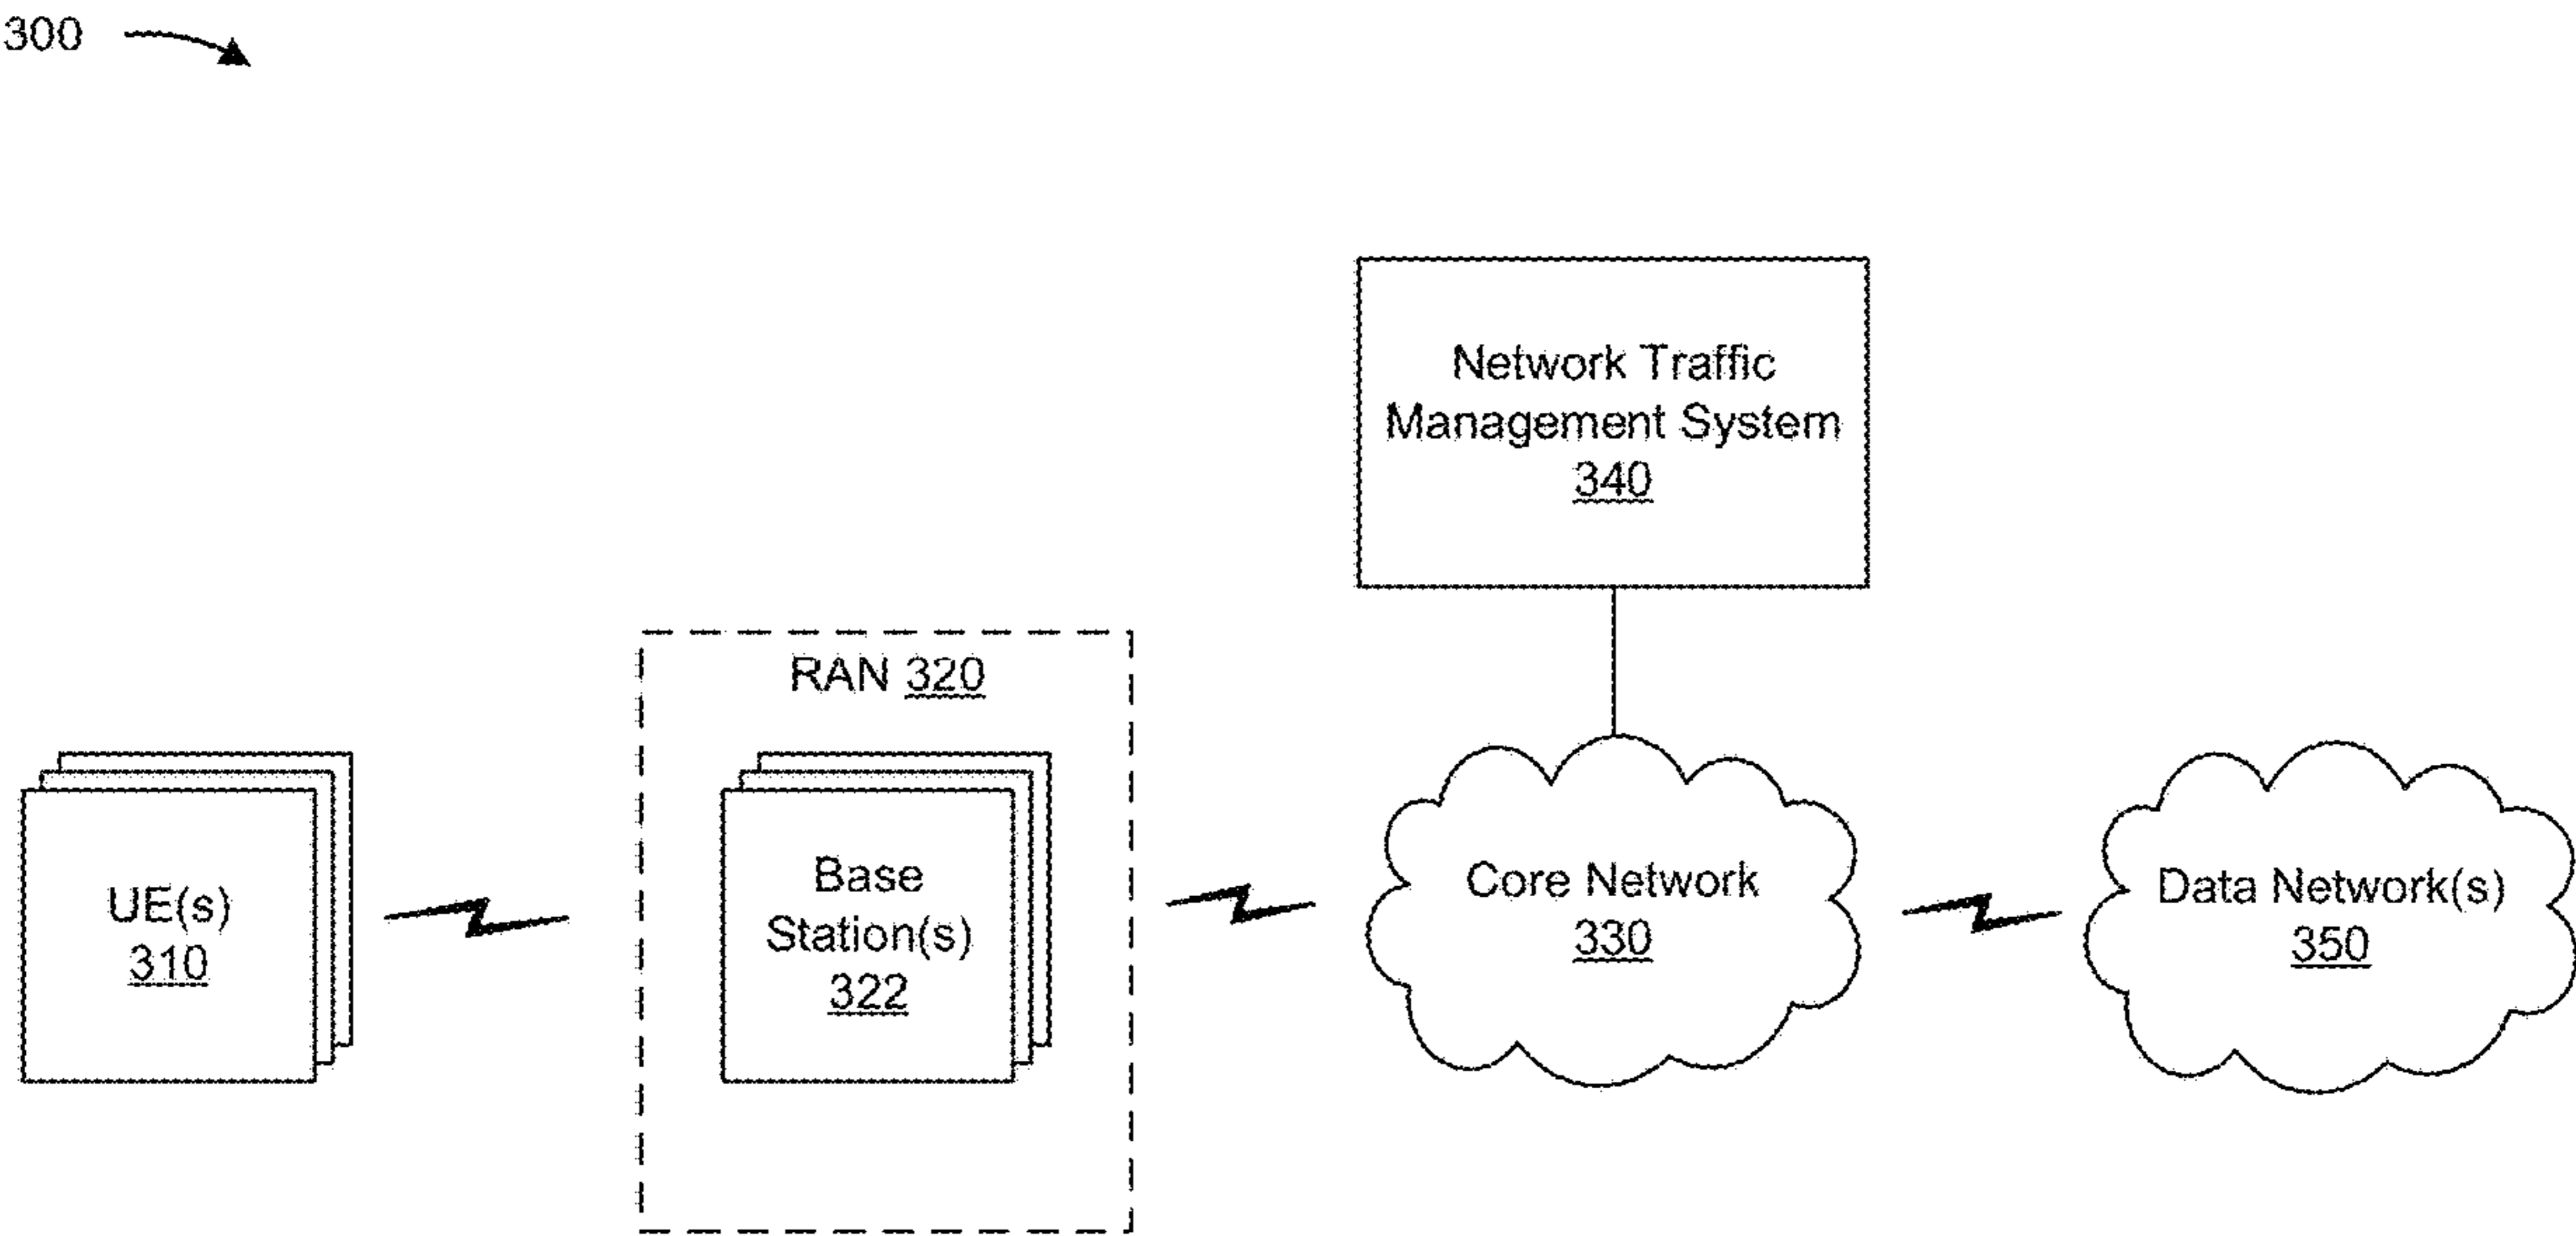 300
Network Traffic
Management System
340
RAN 320
UE(s)
310
Base
Station(s)
322
Core Network
330
Data Network(s)
350